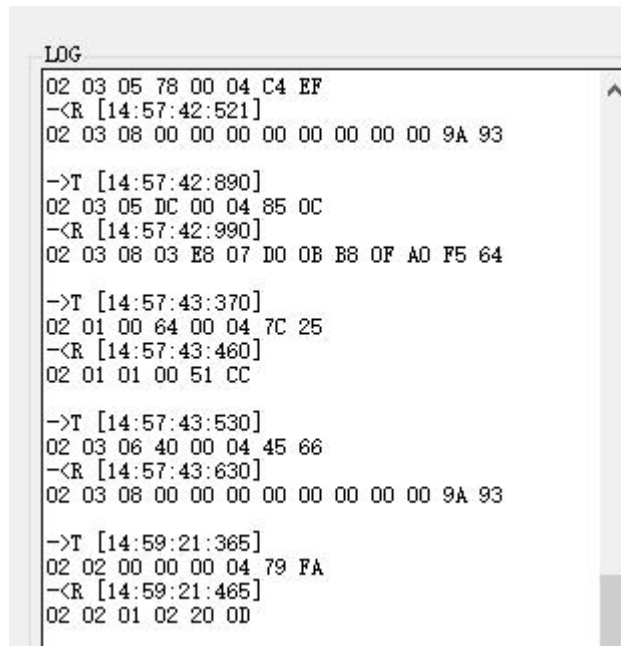 LOG
02 03 05 78 00 04 C4 EF
-<R [14:57:42:521]
02 03 08 00 00 00 00 00 00 00 00 9A 93
->T [14:57:42:890]
02 03 05 DC 00 04 85 0C
-<R [14:57:42:990]
02 03 08 03 E8 07 D0 0B B8 0F A0 F5 64
->T [14:57:43:370]
02 01 00 64 00 04 7C 25
-<R [14:57:43:460]
02 01 01 00 51 CC
->T [14:57:43:530]
02 03 06 40 00 04 45 66
-<R [14:57:43:630]
02 03 08 00 00 00 00 00 00 00 00 9A 93
->T [14:59:21:365]
02 02 00 00 00 04 79 FA
-<R [14:59:21:465]
02 02 01 02 20 0D